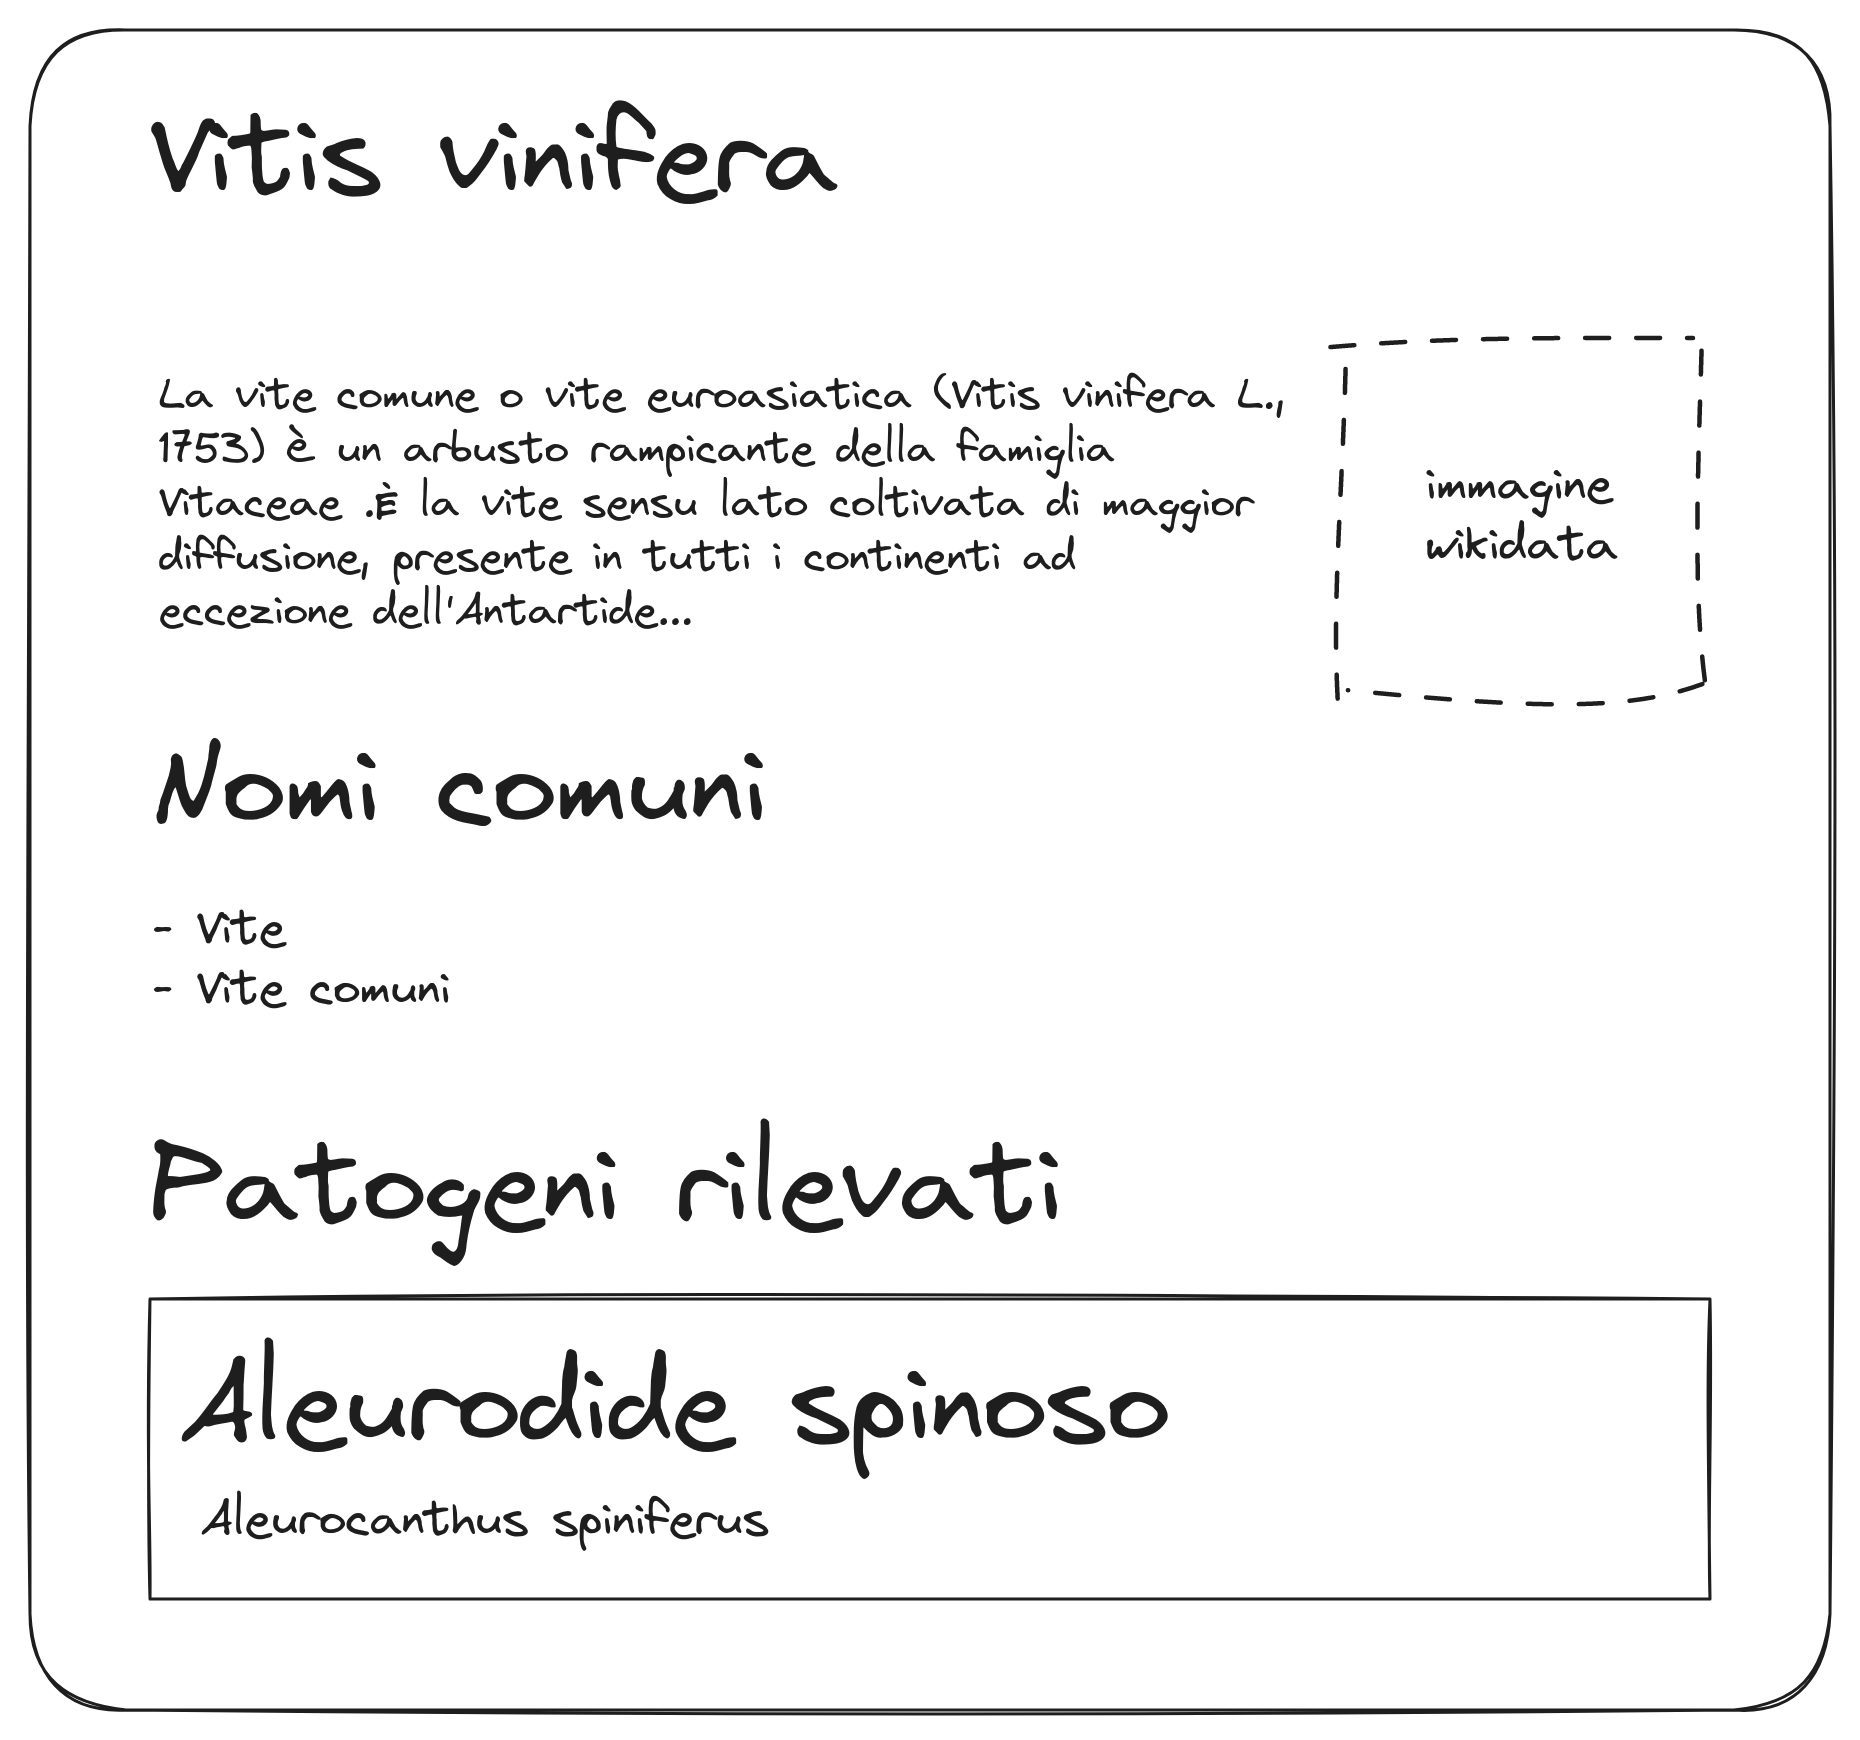 Vitis vinifera
La vite comune o vite euroasiatica (Vitis vinifera L.,
1753) è un arbusto rampicante della famiglia
Vitaceae .È la vite sensu lato coltivata di maggior
diffusione, presente in tutti i continenti ad
eccezione dell'Antartide...
immagine
wikidata
Nomi comuni
- Vite
- Vite comuni
Patogeni rilevati
Aleurodide spinoso
Aleurocanthus spiniferus